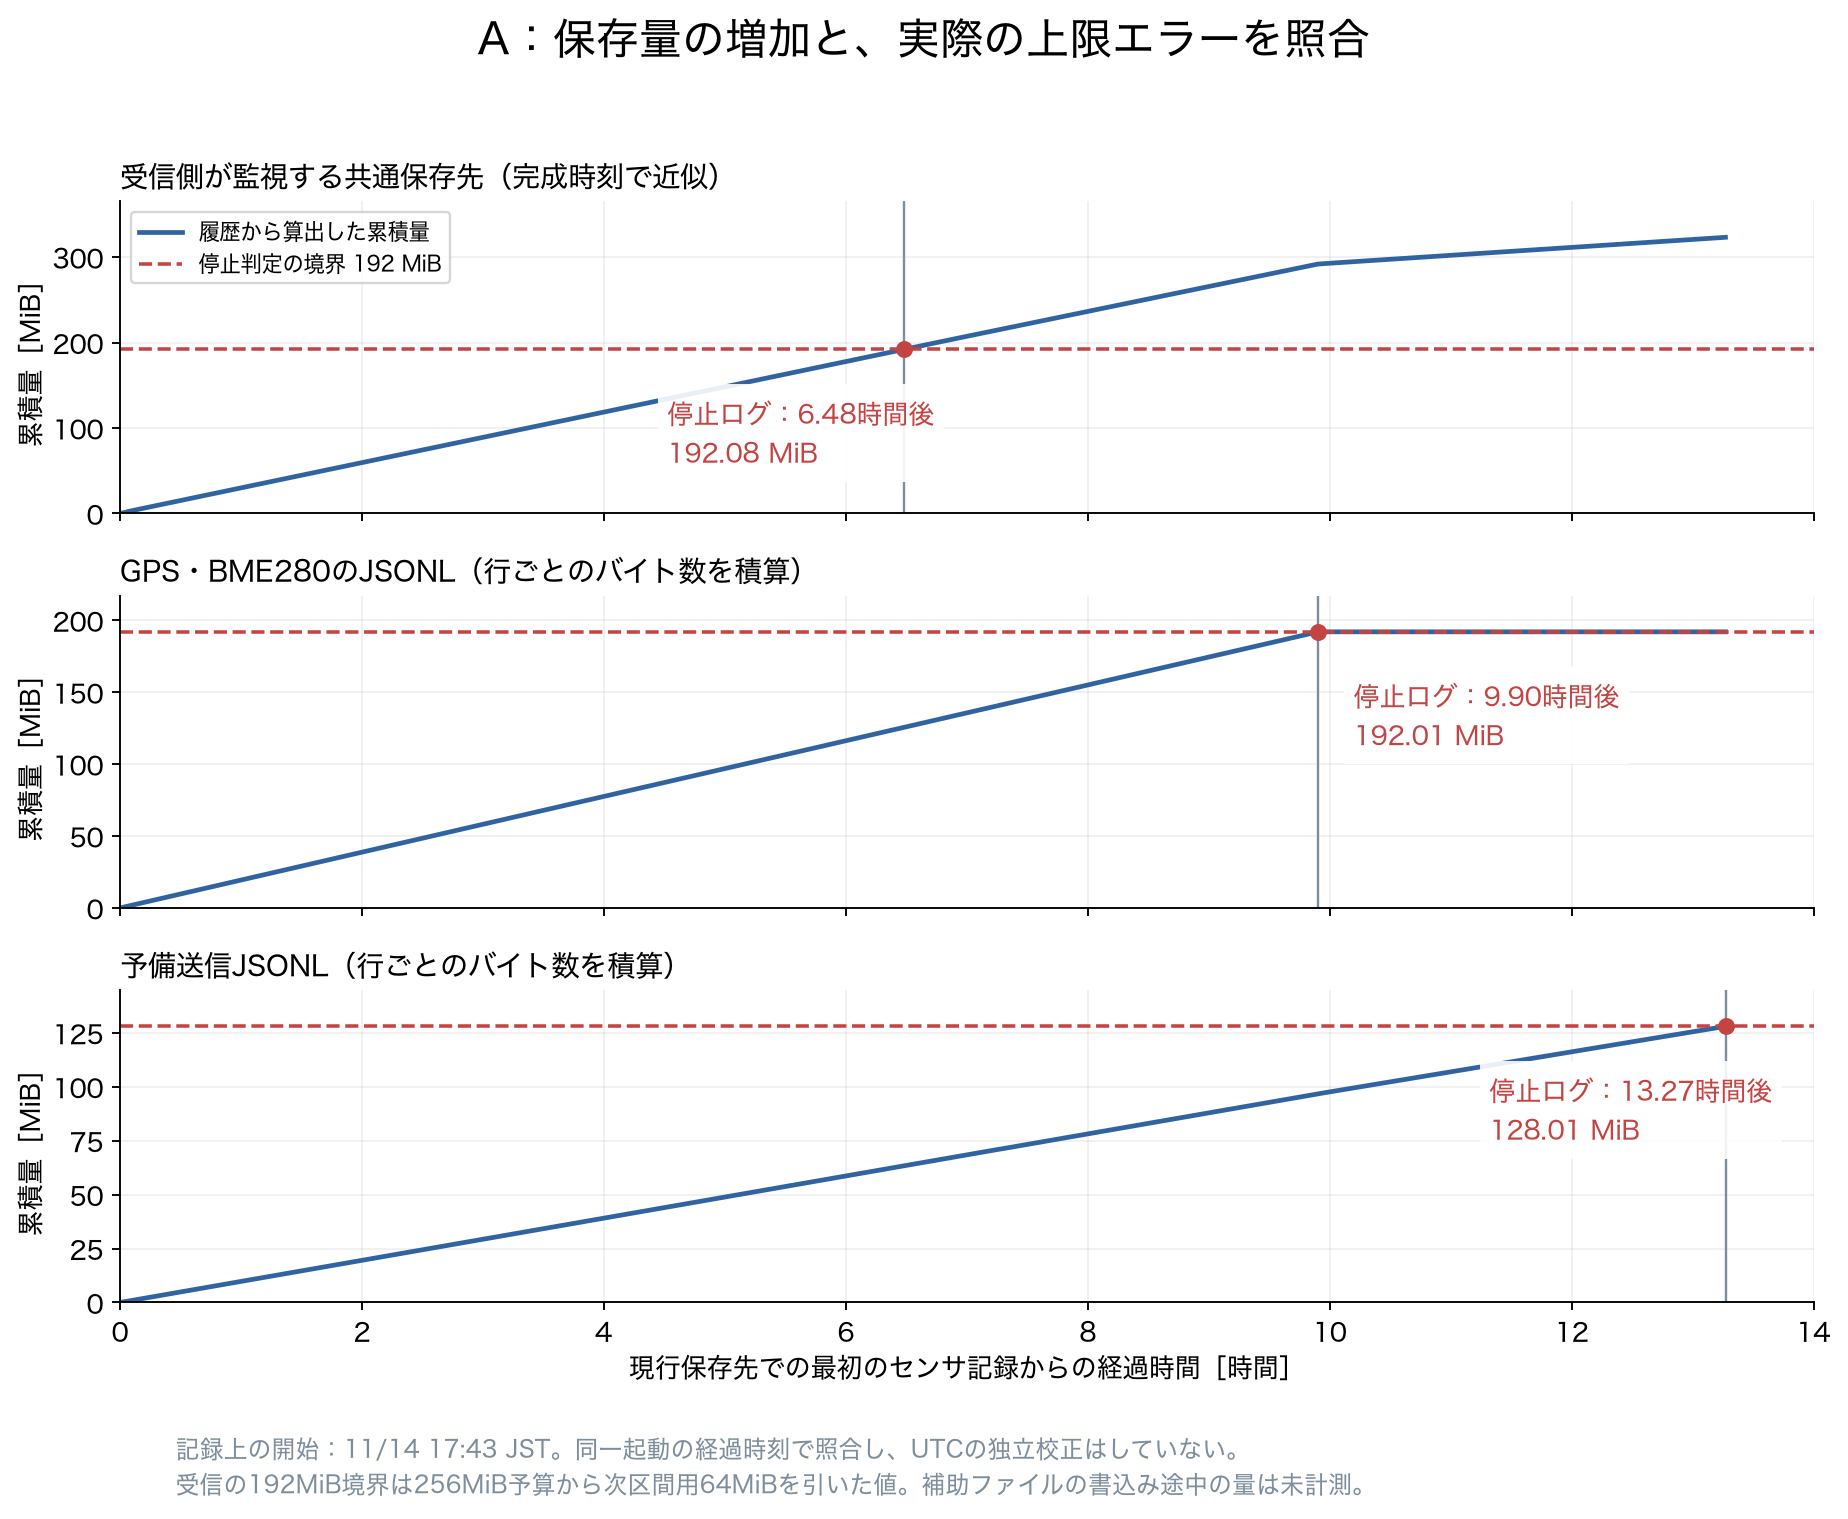 A：保存量の増加と、実際の上限エラーを照合
受信側が監視する共通保存先（完成時刻で近似）
履歴から算出した累積量
停止判定の境界 192 MiB
累積量［MiB］
300
200
100
0
停止ログ：6.48時間後
192.08 MiB
GPS・BME280のJSONL（行ごとのバイト数を積算）
累積量［MiB］
200
150
100
50
0
停止ログ：9.90時間後
192.01 MiB
予備送信JSONL（行ごとのバイト数を積算）
累積量［MiB］
125
100
75
50
25
0
停止ログ：13.27時間後
128.01 MiB
0 2 4 6 8 10 12 14
現行保存先での最初のセンサ記録からの経過時間［時間］
記録上の開始：11/14 17:43 JST。同一起動の経過時刻で照合し、UTCの独立校正はしていない。
受信の192MiB境界は256MiB予算から次区間用64MiBを引いた値。補助ファイルの書込み途中の量は未計測。